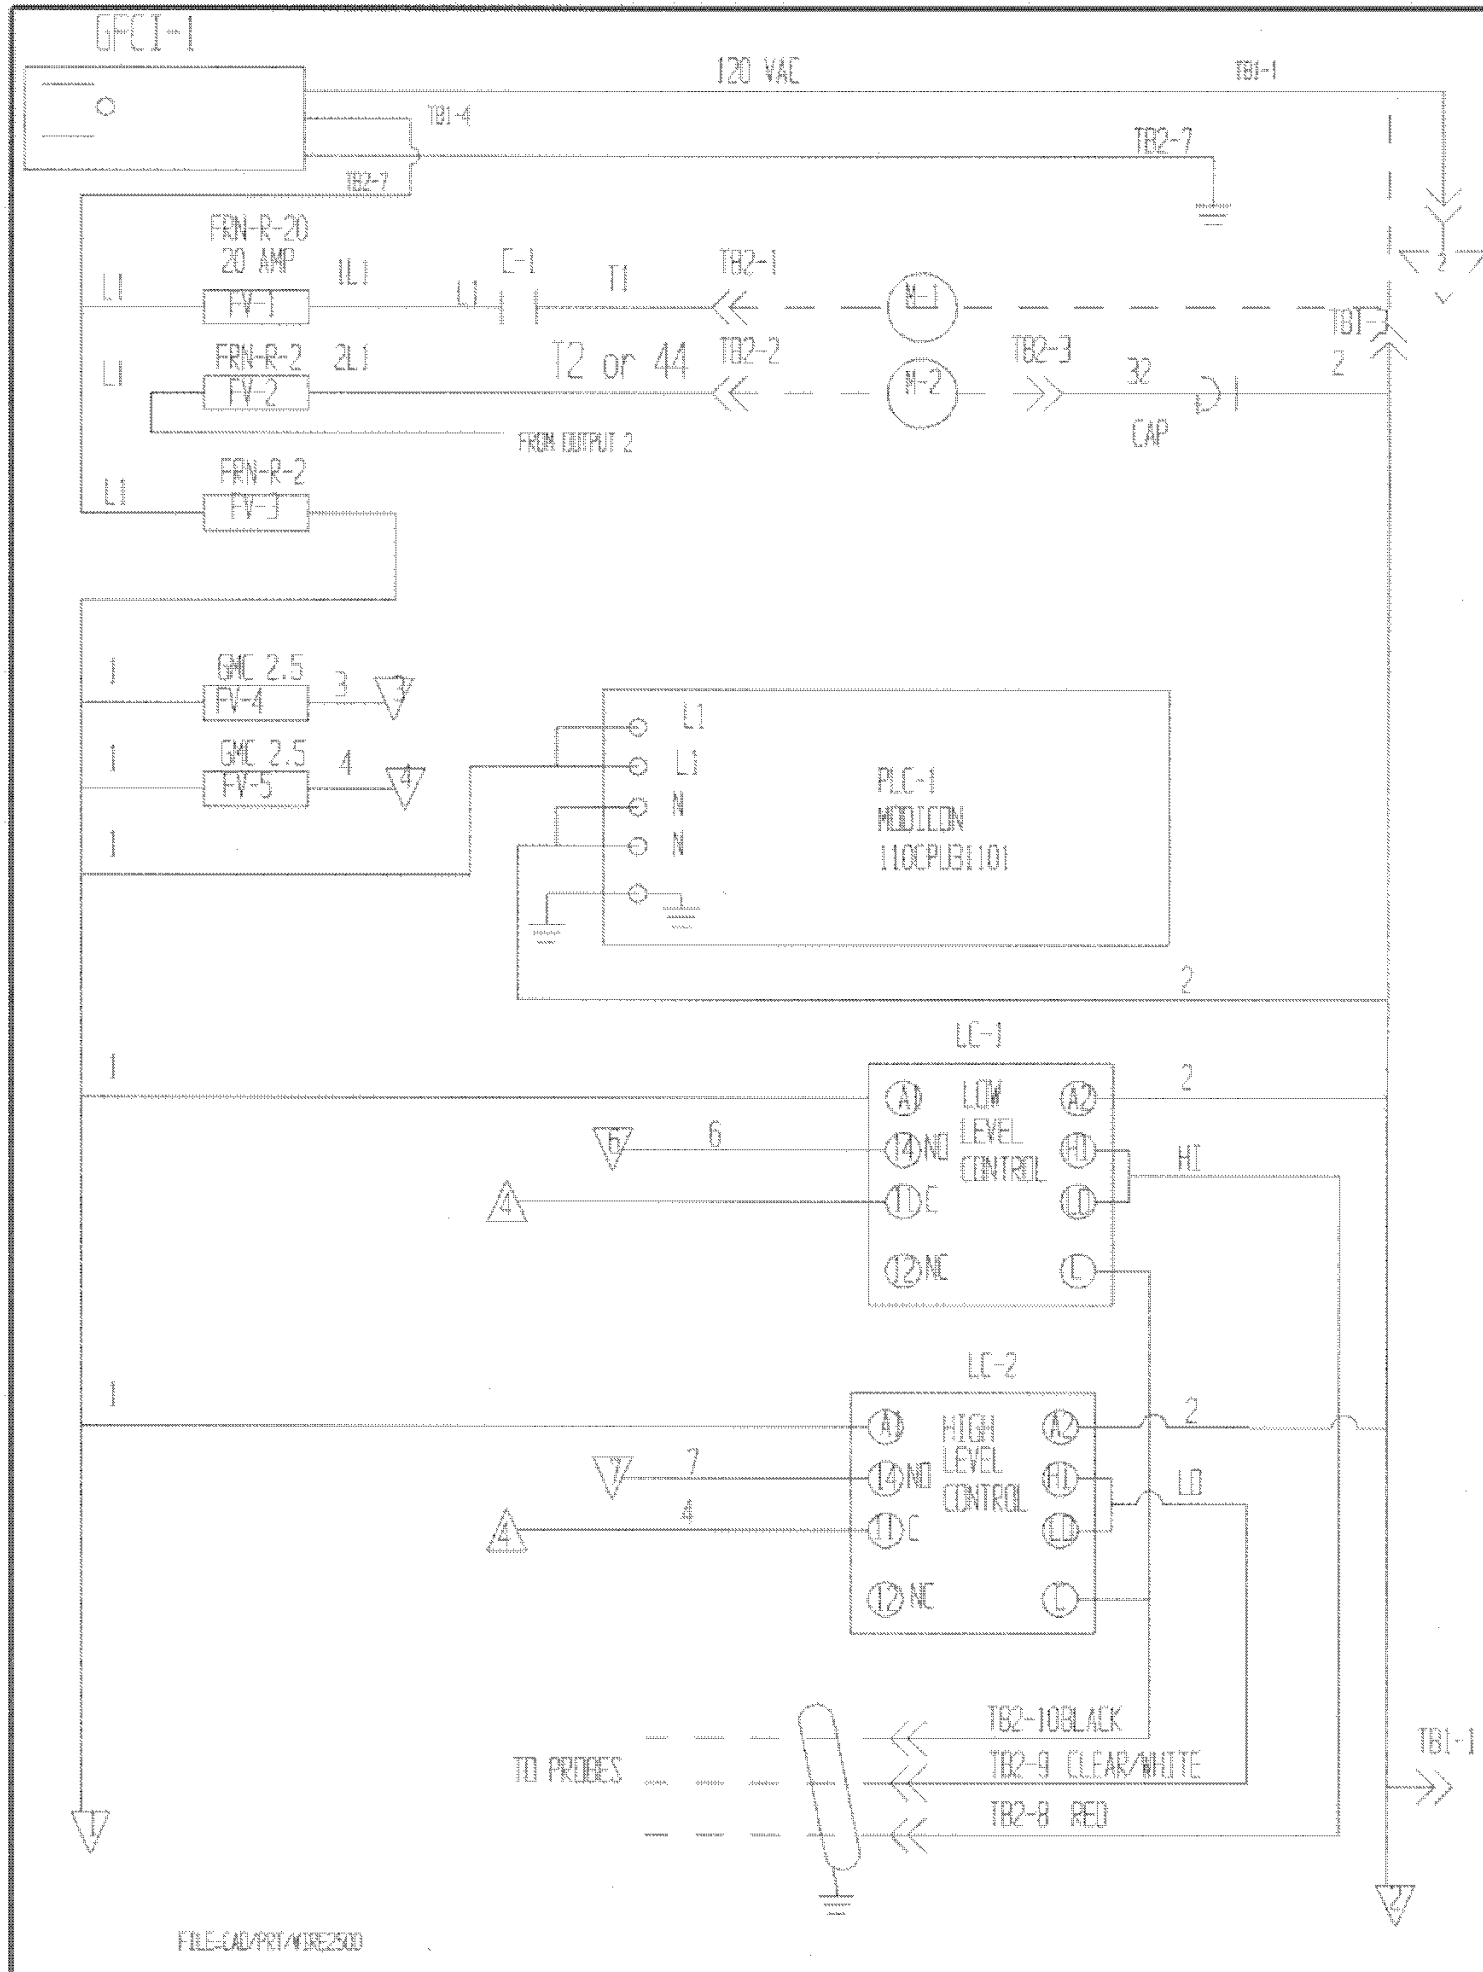 GFCI-1
120 VAC
TB1-1
TB1-4
TB2-7
TB2-7
FRN-R-20
20 AMP
L1
FV-1
1L1
L1
C-1
T1
TB2-1
M-1
TB1-3
2
L1
FRN-R-2
FV-2
2L1
T2 or 44
TB2-2
M-2
TB2-3
32
CAP
2
FROM OUTPUT 2
L1
FRN-R-2
FV-3
1
GMC 2.5
FV-4
3
3
1
GMC 2.5
FV-5
4
4
1
L1
L1
N
N
PLC-1
MODICON
110CPU31101
2
LC-1
1
A1
LOW
LEVEL
CONTROL
A2
2
6
6
14 NO
HI
HI
4
11 C
LO
12 NC
C
LC-2
1
A1
HIGH
LEVEL
CONTROL
A2
2
7
7
14 NO
HI
LO
4
4
11 C
LO
12 NC
C
TB2-10BLACK
TO PROBES
TB2-9 CLEAR/WHITE
TB2-8 RED
TB1-1
1
2
FILE-CAD/PRT/WIRE2500